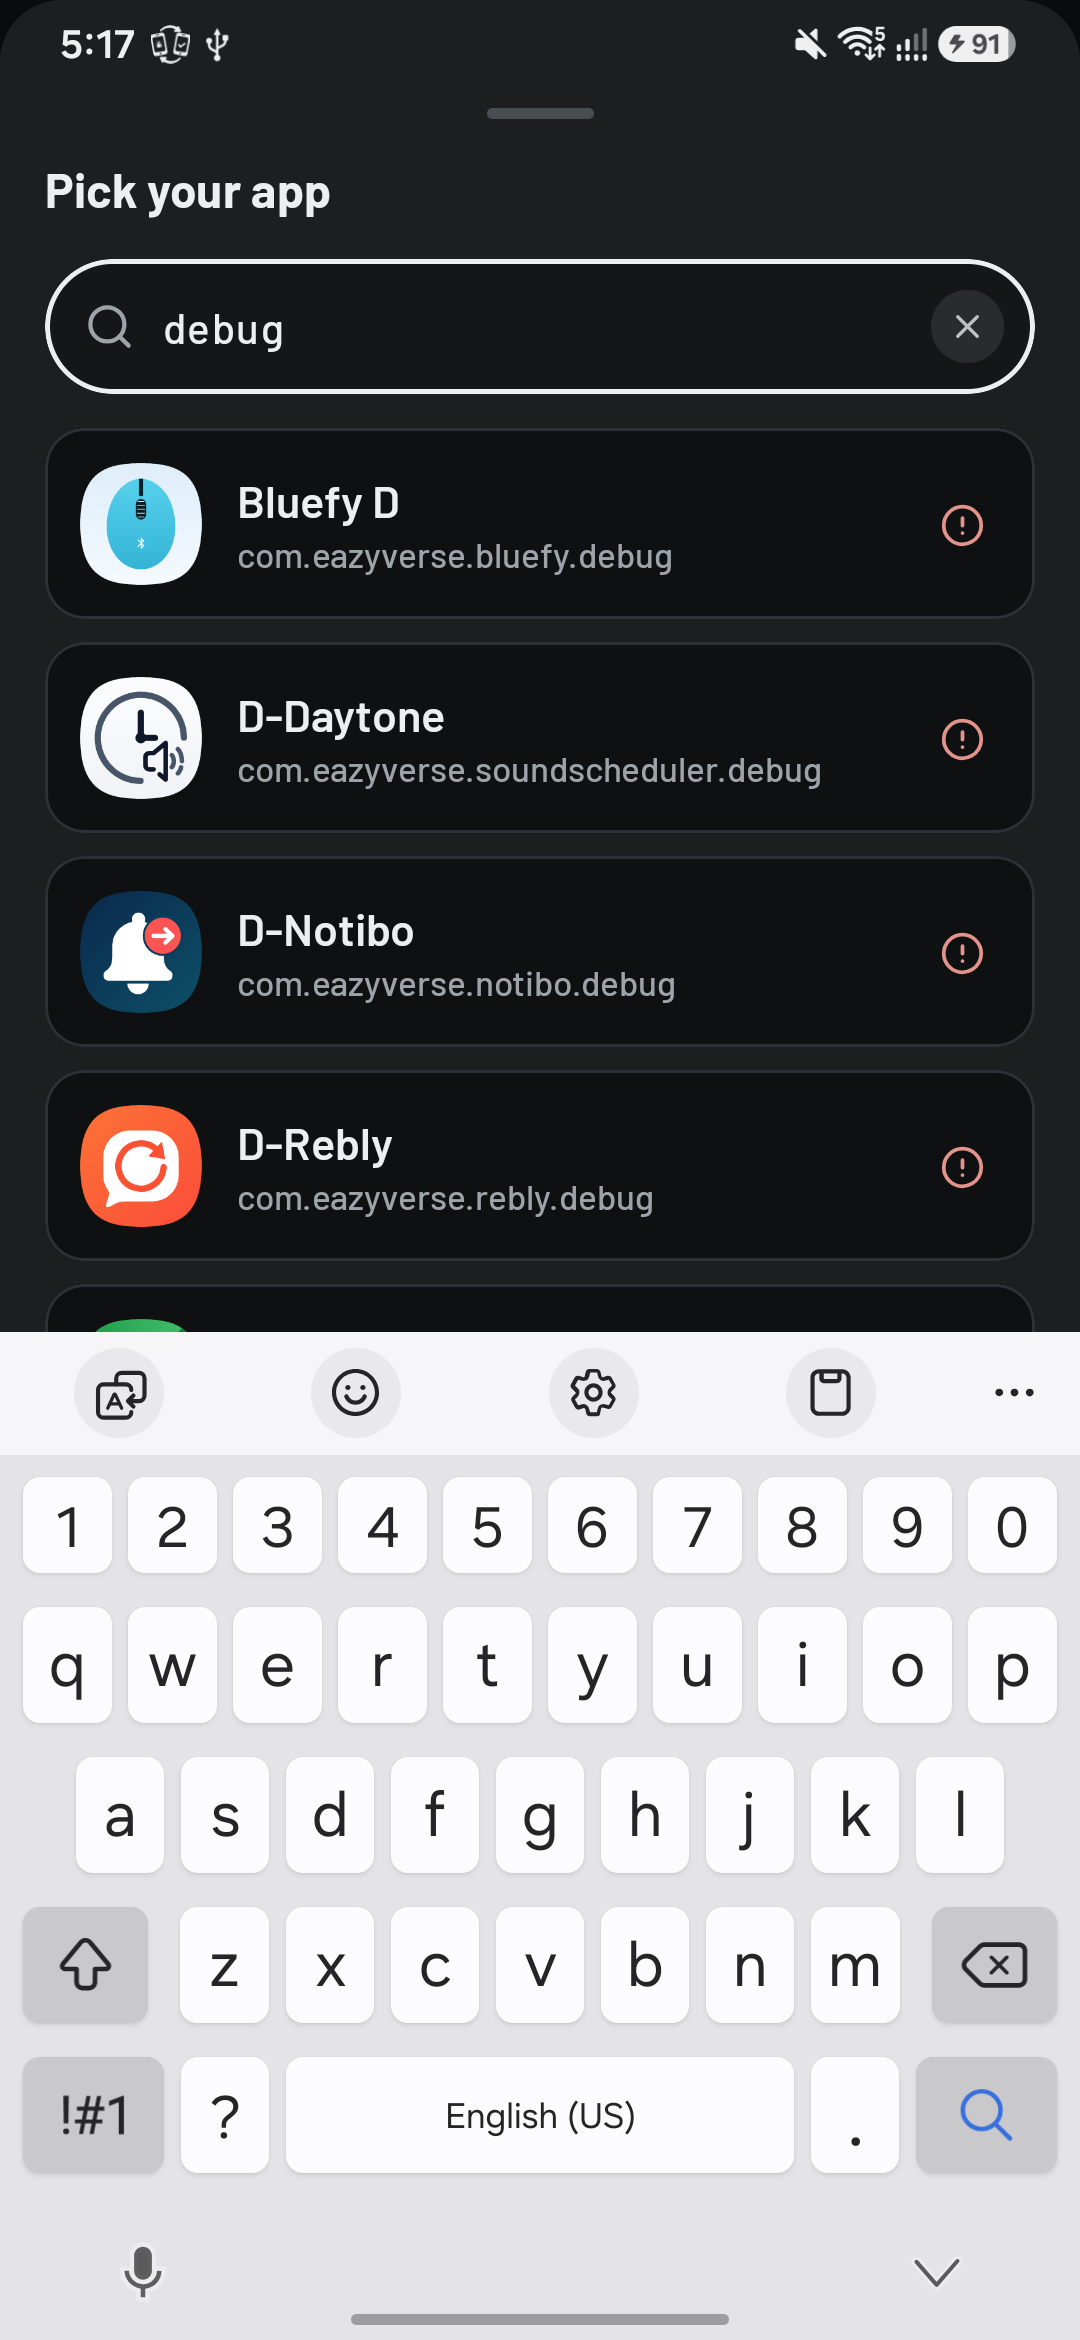 5:17
5
91
Pick your app
debug
Bluefy D
com.eazyverse.bluefy.debug
D-Daytone
com.eazyverse.soundscheduler.debug
D-Notibo
com.eazyverse.notibo.debug
D-Rebly
com.eazyverse.rebly.debug
A
1 2 3 4 5 6 7 8 9 0
q w e r t y u i o p
a s d f g h j k l
z x c v b n m
!#1 ? English (US) .